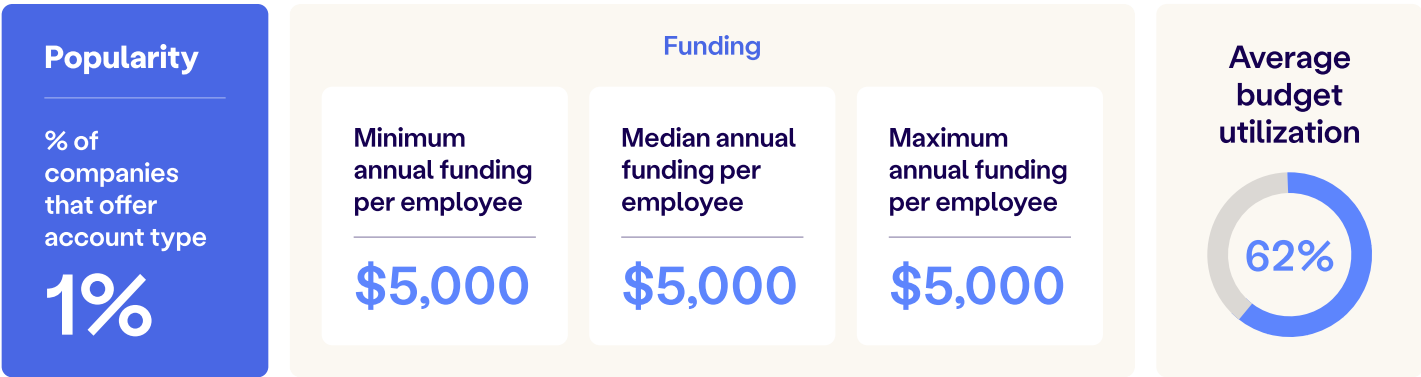 Popularity
% of
companies
that offer
account type
1%
Funding
Minimum
annual funding
per employee
$5,000
Median annual
funding per
employee
$5,000
Maximum
annual funding
per employee
$5,000
Average
budget
utilization
62%